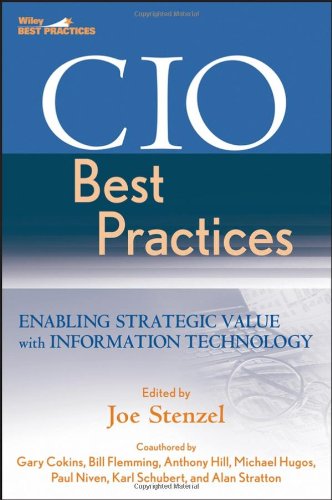 Wiley
BEST PRACTICES
CIO
Best
Practices
ENABLING STRATEGIC VALUE
with INFORMATION TECHNOLOGY
Edited by
Joe Stenzel
Coauthored by
Gary Cokins, Bill Flemming, Anthony Hill, Michael Hugos,
Paul Niven, Karl Schubert, and Alan Stratton